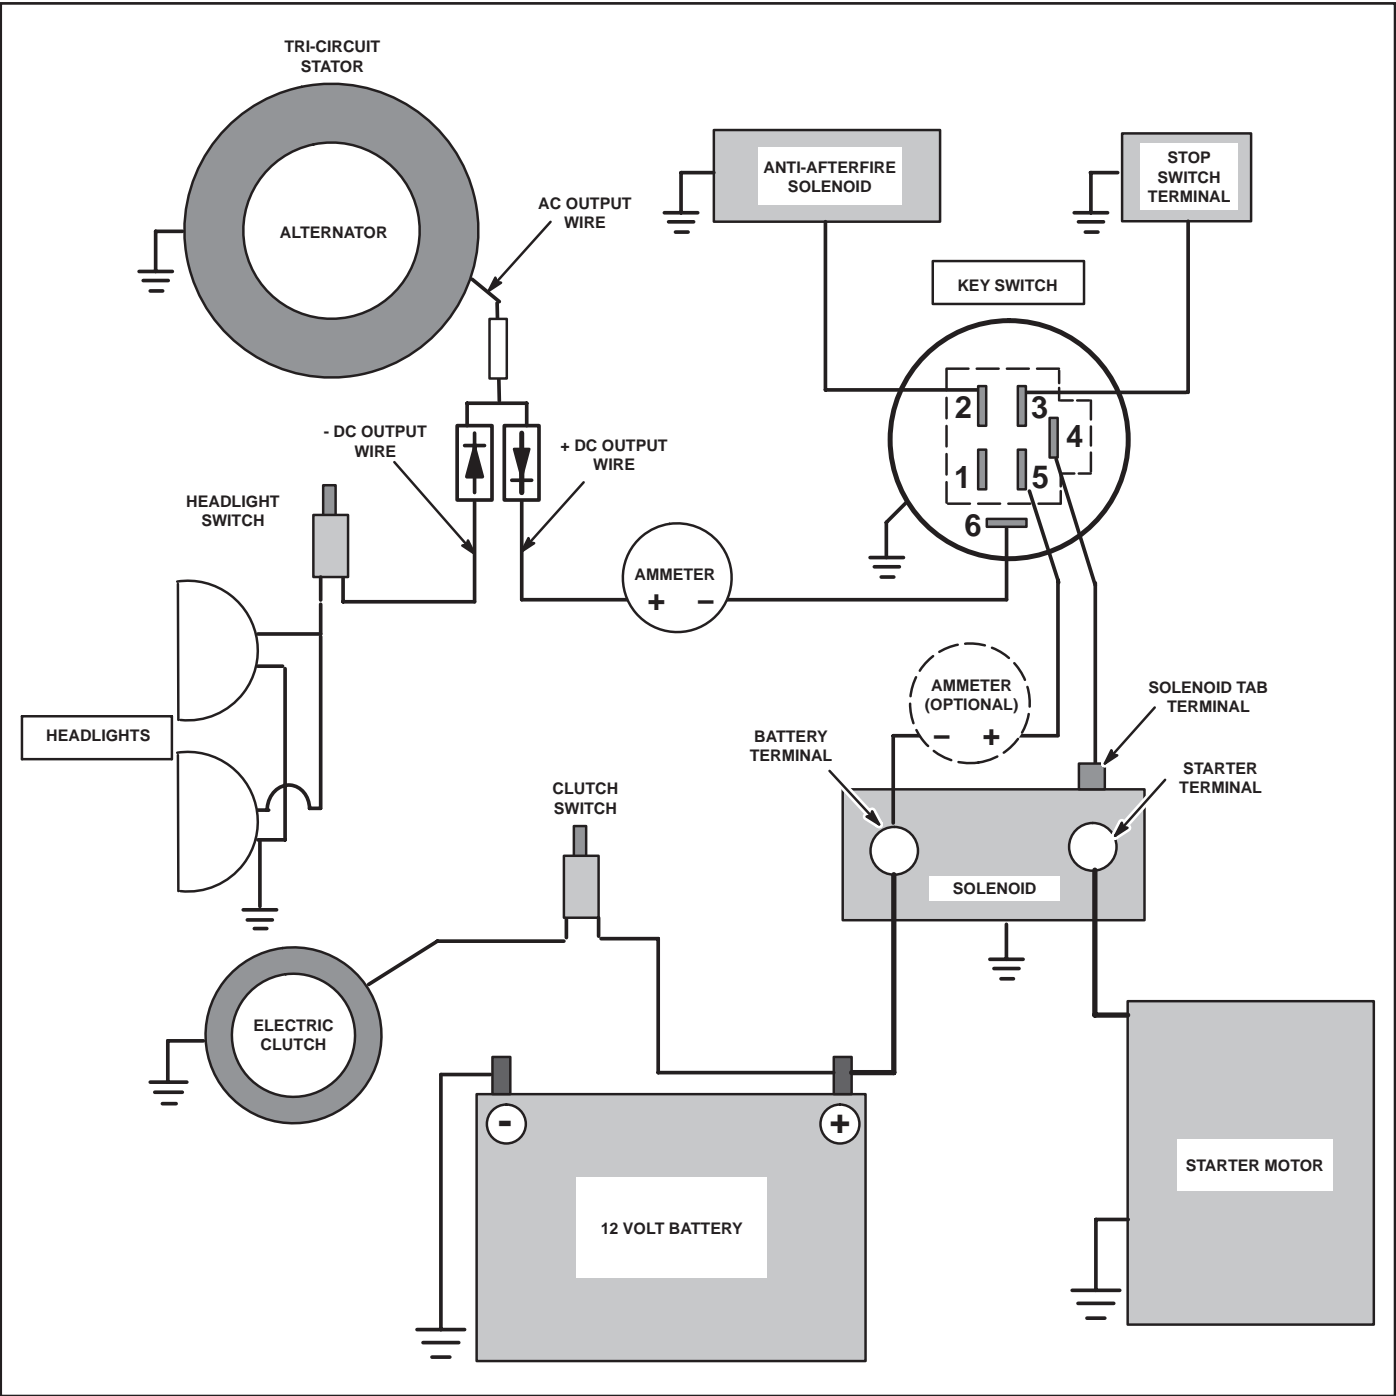 TRI-CIRCUIT
STATOR
ALTERNATOR
AC OUTPUT
WIRE
ANTI-AFTERFIRE
SOLENOID
STOP
SWITCH
TERMINAL
KEY SWITCH
2
3
4
1
5
6
- DC OUTPUT
WIRE
+ DC OUTPUT
WIRE
HEADLIGHT
SWITCH
AMMETER
+ −
HEADLIGHTS
AMMETER
(OPTIONAL)
− +
SOLENOID TAB
TERMINAL
BATTERY
TERMINAL
STARTER
TERMINAL
CLUTCH
SWITCH
SOLENOID
ELECTRIC
CLUTCH
- +
12 VOLT BATTERY
STARTER MOTOR